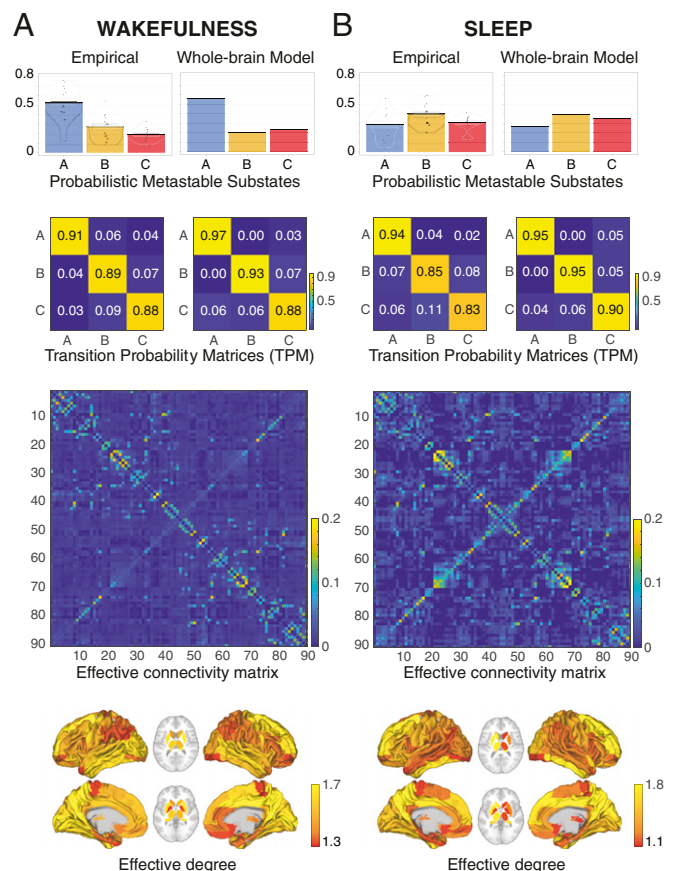 A WAKEFULNESS B SLEEP
Empirical Whole-brain Model Empirical Whole-brain Model
0.8 0.8
0.5 0.5
0 0
A B C A B C A B C A B C
Probabilistic Metastable Substates Probabilistic Metastable Substates
A 0.91 0.06 0.04 A 0.97 0.00 0.03 A 0.94 0.04 0.02 A 0.95 0.00 0.05
B 0.04 0.89 0.07 B 0.00 0.93 0.07 0.9 B 0.07 0.85 0.08 B 0.00 0.95 0.05 0.9
0.5 0.5
C 0.03 0.09 0.88 C 0.06 0.06 0.88 C 0.06 0.11 0.83 C 0.04 0.06 0.90
A B C A B C A B C A B C
Transition Probability Matrices (TPM) Transition Probability Matrices (TPM)
10 10
20 20
30 30
40 40
50 50
0.2 0.2
60 60
70 0.1 70 0.1
80 80
90 0 90 0
10 20 30 40 50 60 70 80 90 10 20 30 40 50 60 70 80 90
Effective connectivity matrix Effective connectivity matrix
1.7 1.8
1.3 1.1
Effective degree Effective degree